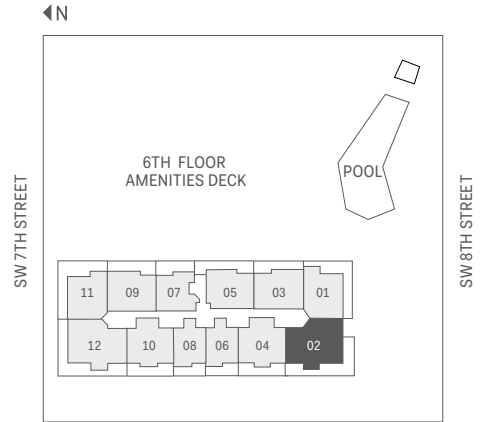 N
6TH FLOOR
AMENITIES DECK
POOL
SW 7TH STREET
SW 8TH STREET
11 09 07 05 03 01
12 10 08 06 04 02